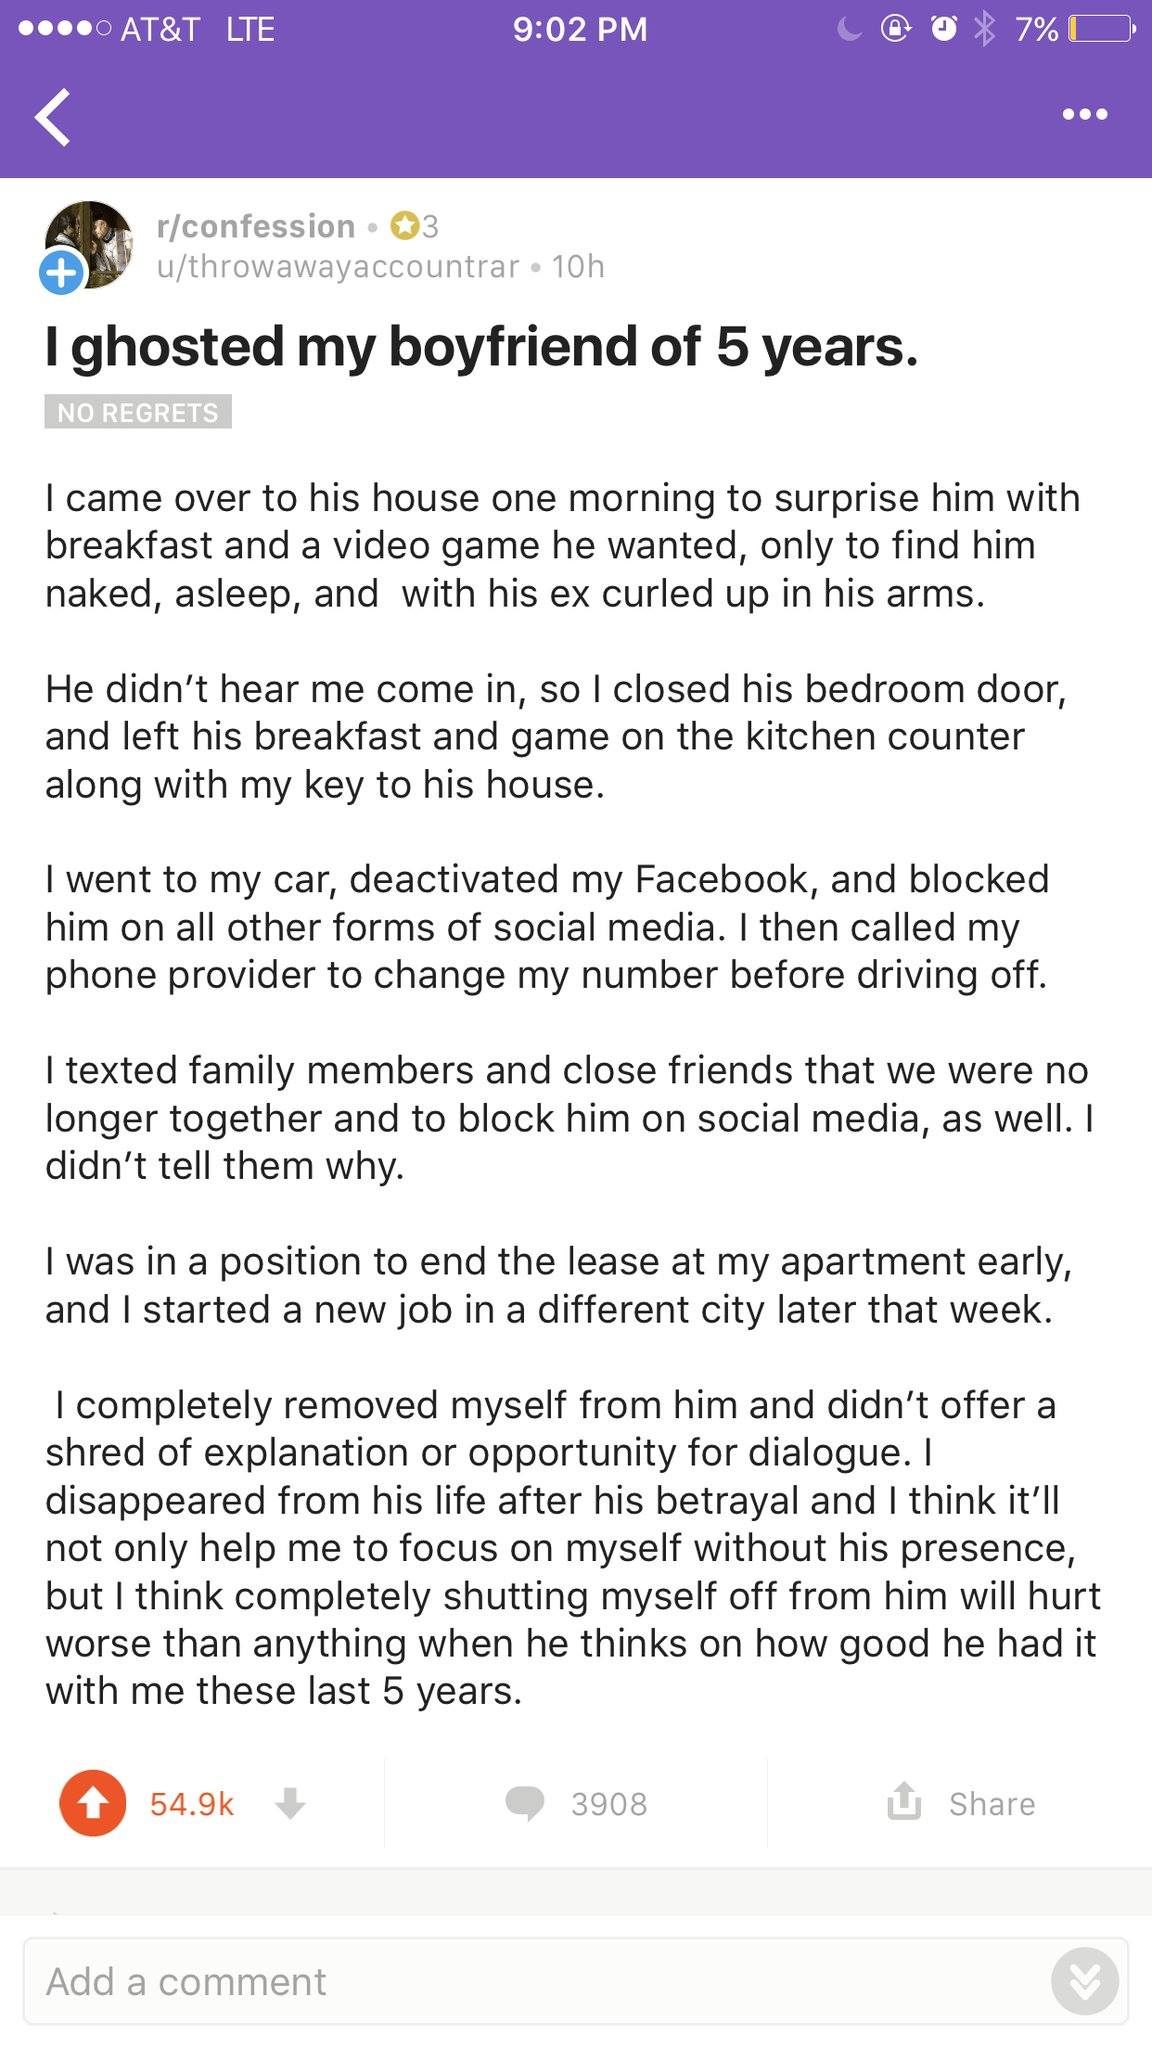 AT&T LTE 9:02 PM 7%
r/confession • 3
u/throwawayaccountrar • 10h
I ghosted my boyfriend of 5 years.
NO REGRETS
I came over to his house one morning to surprise him with
breakfast and a video game he wanted, only to find him
naked, asleep, and  with his ex curled up in his arms.
He didn’t hear me come in, so I closed his bedroom door,
and left his breakfast and game on the kitchen counter
along with my key to his house.
I went to my car, deactivated my Facebook, and blocked
him on all other forms of social media. I then called my
phone provider to change my number before driving off.
I texted family members and close friends that we were no
longer together and to block him on social media, as well. I
didn’t tell them why.
I was in a position to end the lease at my apartment early,
and I started a new job in a different city later that week.
I completely removed myself from him and didn’t offer a
shred of explanation or opportunity for dialogue. I
disappeared from his life after his betrayal and I think it’ll
not only help me to focus on myself without his presence,
but I think completely shutting myself off from him will hurt
worse than anything when he thinks on how good he had it
with me these last 5 years.
54.9k 3908 Share
Add a comment